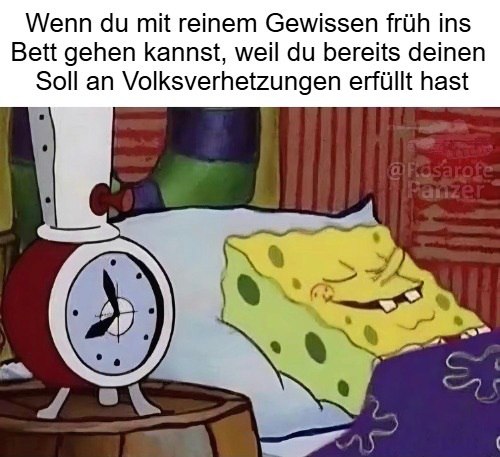 Wenn du mit reinem Gewissen früh ins
Bett gehen kannst, weil du bereits deinen
Soll an Volksverhetzungen erfüllt hast
@Rosarote
Panzer